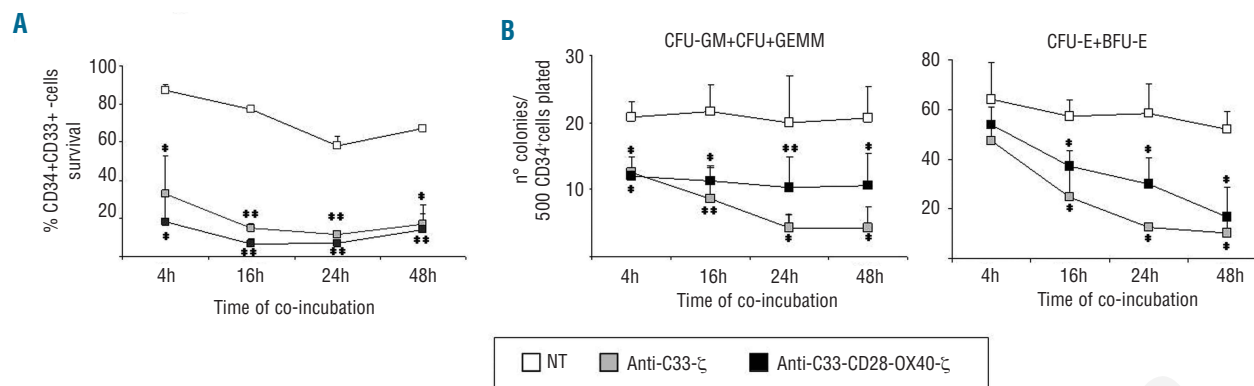 A
% CD34+CD33+ -cells
survival
100
80
60
40
20
‡
‡
‡‡
‡‡
‡‡
‡‡
‡
‡‡
4h 16h 24h 48h
Time of co-incubation
B
CFU-GM+CFU+GEMM
n° colonies/
500 CD34+cells plated
30
20
10
‡
‡
‡
‡‡
‡‡
‡
‡
‡
4h 16h 24h 48h
Time of co-incubation
CFU-E+BFU-E
80
60
40
20
‡
‡
‡
‡
‡
‡
4h 16h 24h 48h
Time of co-incubation
NT Anti-C33-ζ Anti-C33-CD28-OX40-ζ